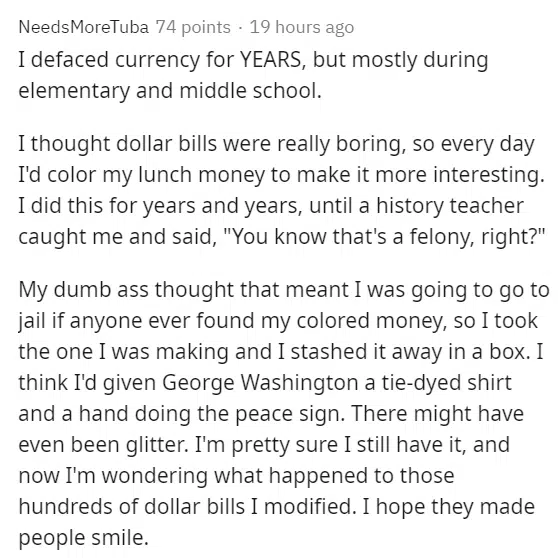 NeedsMoreTuba 74 points · 19 hours ago
I defaced currency for YEARS, but mostly during
elementary and middle school.
I thought dollar bills were really boring, so every day
I'd color my lunch money to make it more interesting.
I did this for years and years, until a history teacher
caught me and said, "You know that's a felony, right?"
My dumb ass thought that meant I was going to go to
jail if anyone ever found my colored money, so I took
the one I was making and I stashed it away in a box. I
think I'd given George Washington a tie-dyed shirt
and a hand doing the peace sign. There might have
even been glitter. I'm pretty sure I still have it, and
now I'm wondering what happened to those
hundreds of dollar bills I modified. I hope they made
people smile.